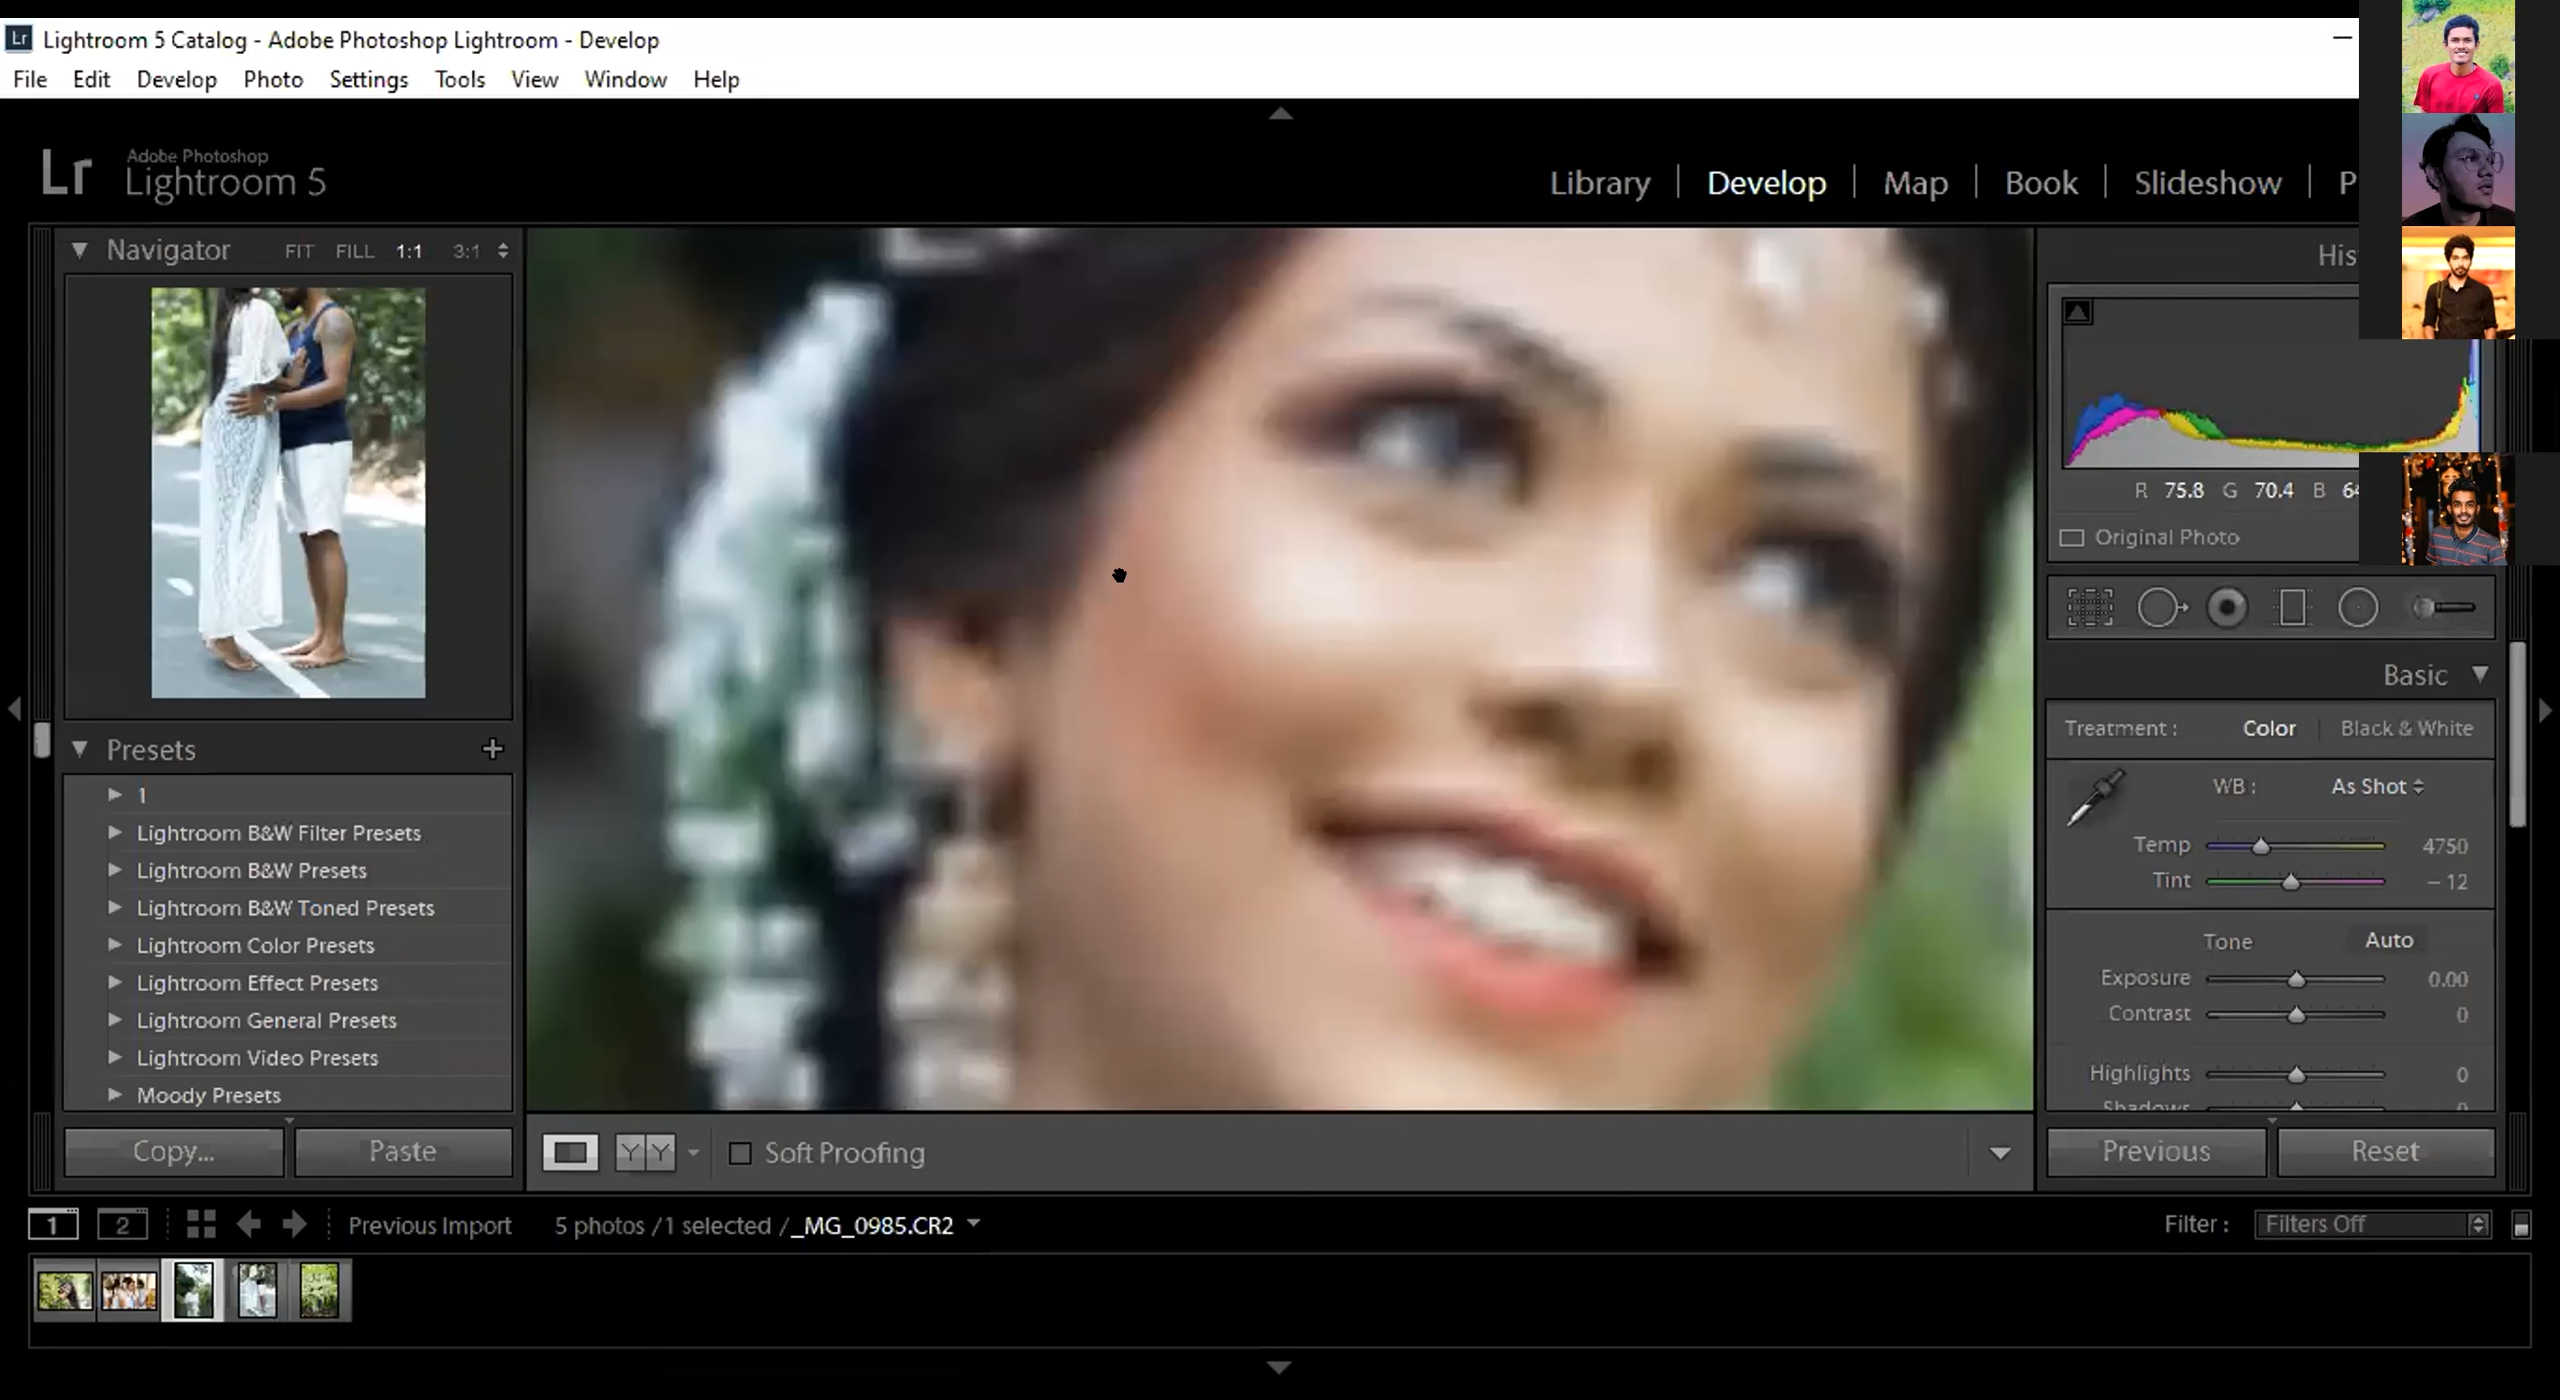 Lr Lightroom 5 Catalog - Adobe Photoshop Lightroom - Develop
File Edit Develop Photo Settings Tools View Window Help
Lr Adobe Photoshop
Lightroom 5
Library | Develop | Map | Book | Slideshow | P
Navigator FIT FILL 1:1 3:1
His
R 75.8 G 70.4 B 64
Original Photo
Basic
Treatment : Color Black & White
WB : As Shot
Temp 4750
Tint - 12
Tone Auto
Exposure 0.00
Contrast 0
Highlights 0
Shadows 0
Previous Reset
Presets +
1
Lightroom B&W Filter Presets
Lightroom B&W Presets
Lightroom B&W Toned Presets
Lightroom Color Presets
Lightroom Effect Presets
Lightroom General Presets
Lightroom Video Presets
Moody Presets
Copy... Paste
Y Y Soft Proofing
1 2 Previous Import 5 photos /1 selected /_MG_0985.CR2
Filter : Filters Off